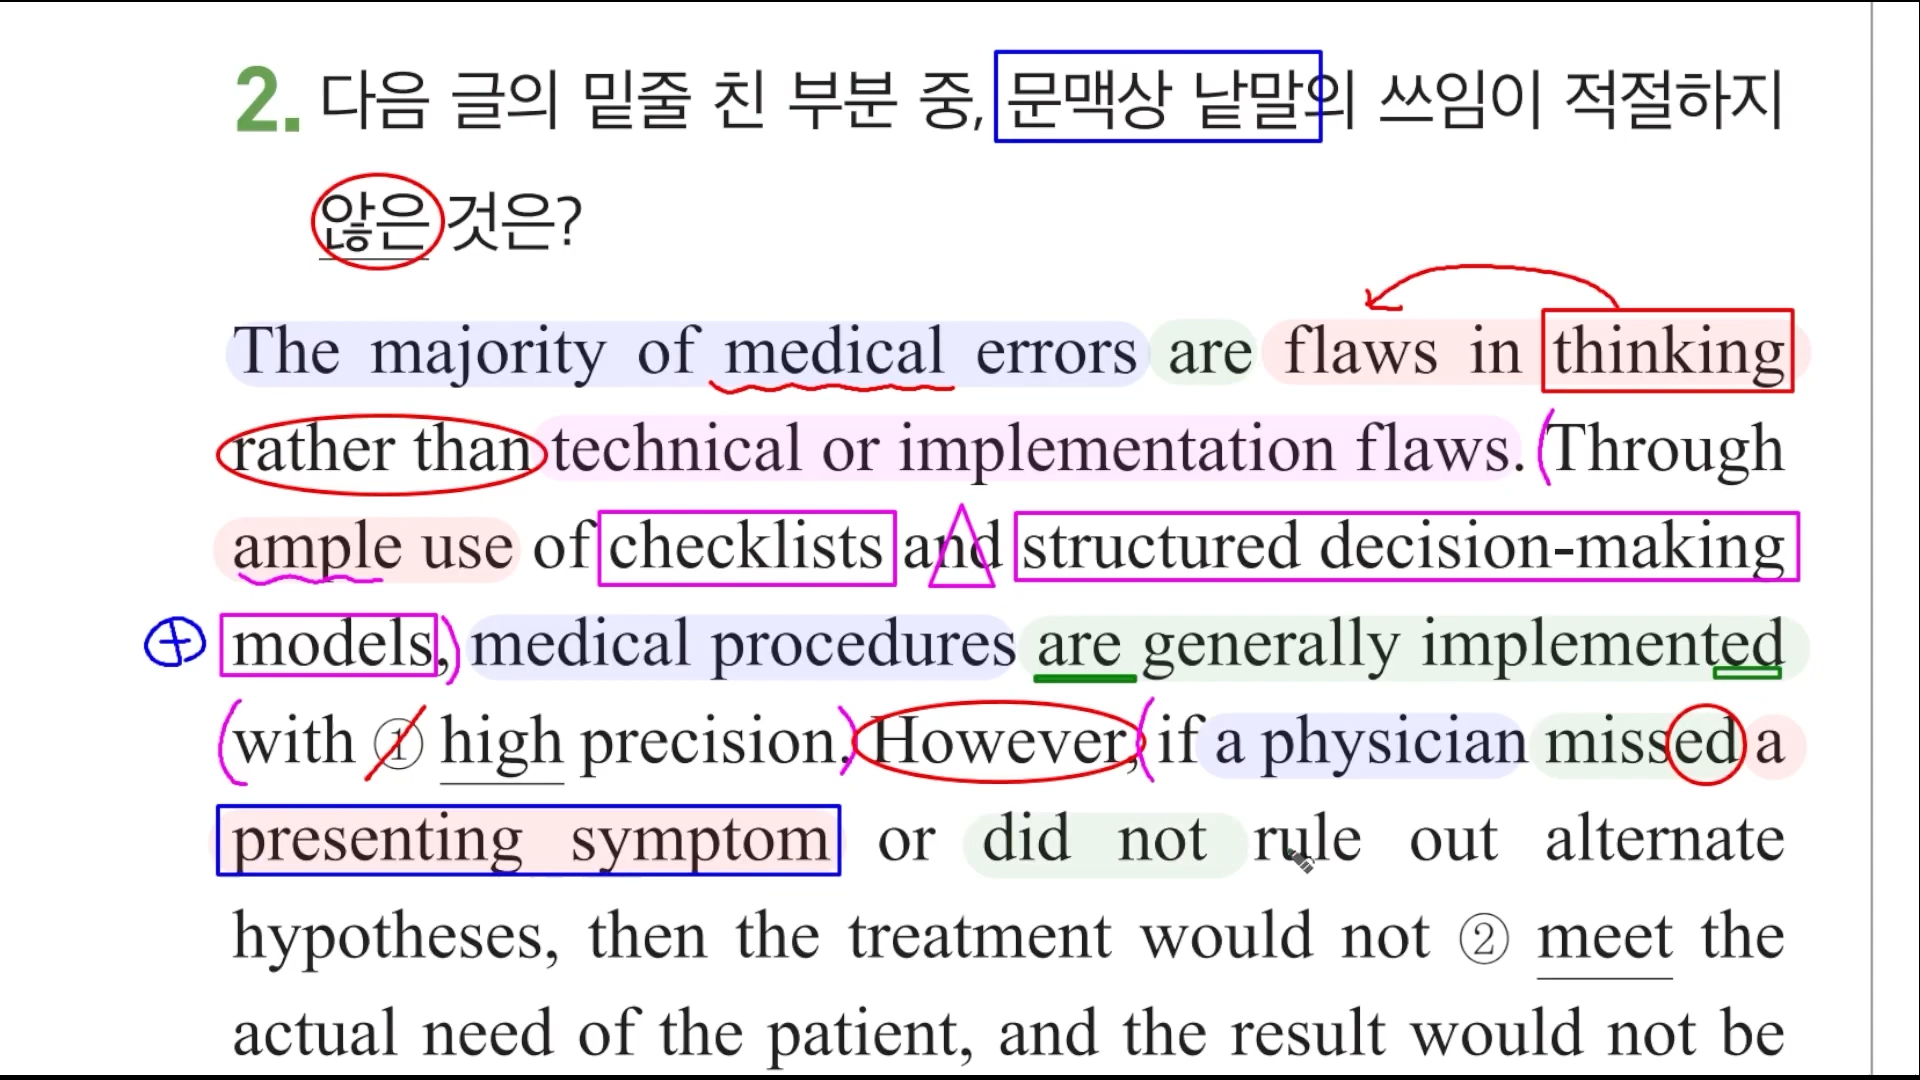 2. 다음 글의 밑줄 친 부분 중, 문맥상 낱말의 쓰임이 적절하지
않은 것은?
The majority of medical errors are flaws in thinking
rather than technical or implementation flaws. Through
ample use of checklists and structured decision-making
models, medical procedures are generally implemented
with ① high precision. However, if a physician missed a
presenting symptom or did not rule out alternate
hypotheses, then the treatment would not ② meet the
actual need of the patient, and the result would not be